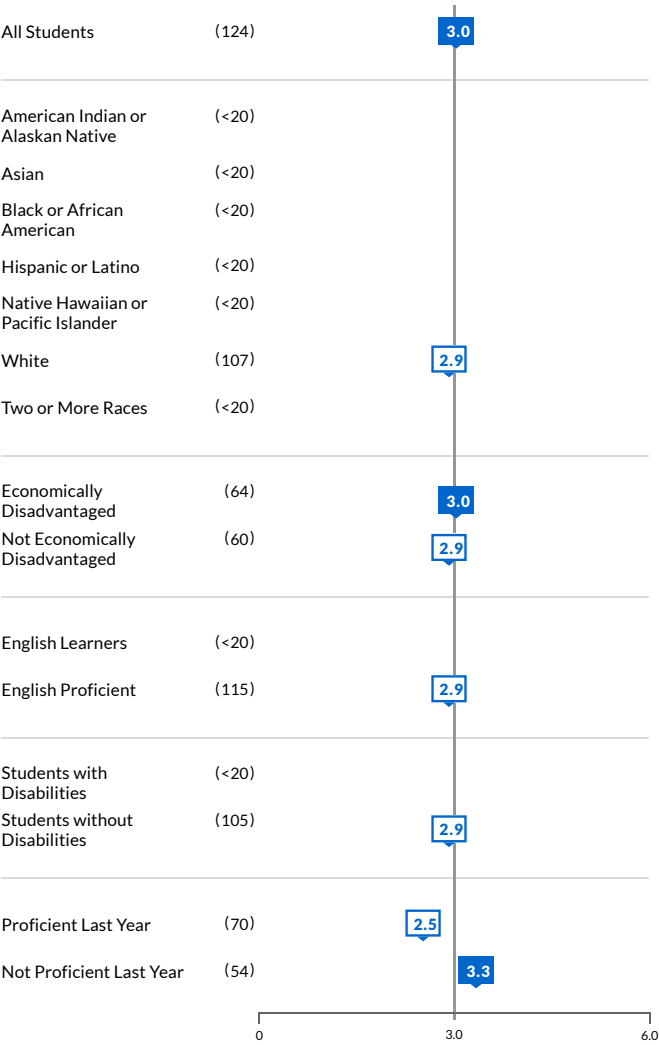 All Students (124) 3.0
American Indian or (<20)
Alaskan Native
Asian (<20)
Black or African (<20)
American
Hispanic or Latino (<20)
Native Hawaiian or (<20)
Pacific Islander
White (107) 2.9
Two or More Races (<20)
Economically (64) 3.0
Disadvantaged
Not Economically (60) 2.9
Disadvantaged
English Learners (<20)
English Proficient (115) 2.9
Students with (<20)
Disabilities
Students without (105) 2.9
Disabilities
Proficient Last Year (70) 2.5
Not Proficient Last Year (54) 3.3
0 3.0 6.0